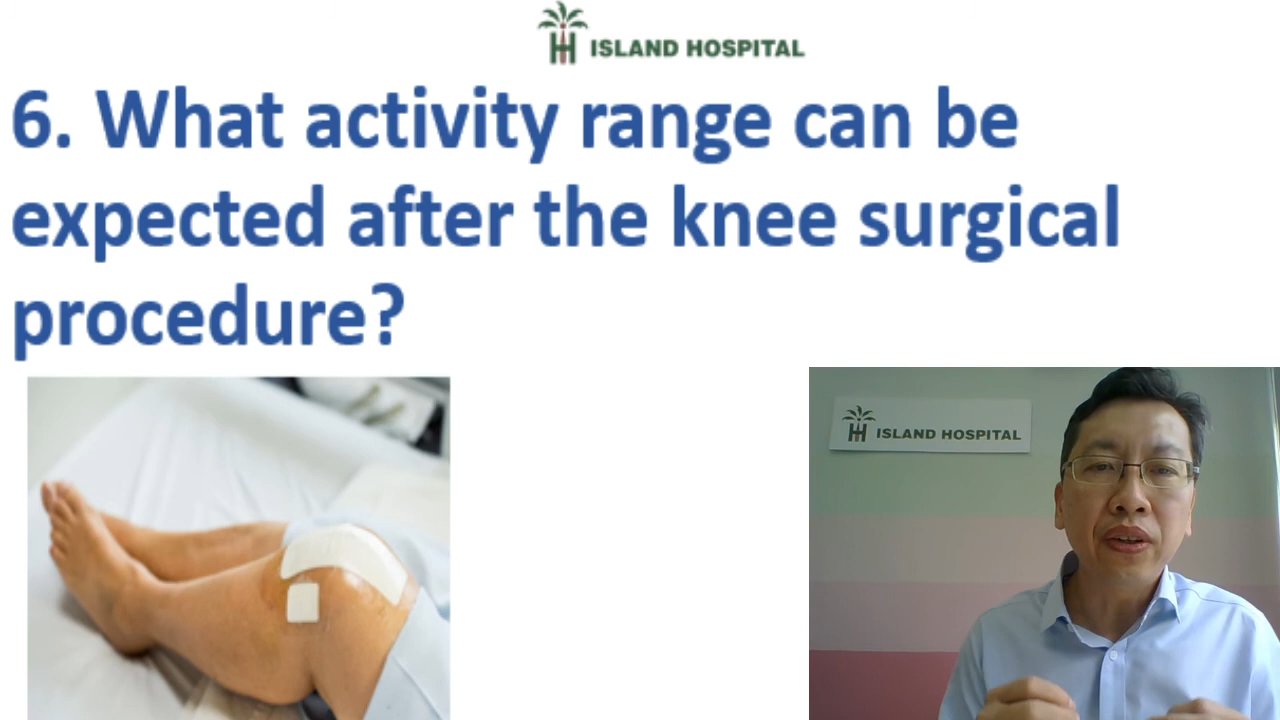 ISLAND HOSPITAL
6. What activity range can be
expected after the knee surgical
procedure?
ISLAND HOSPITAL